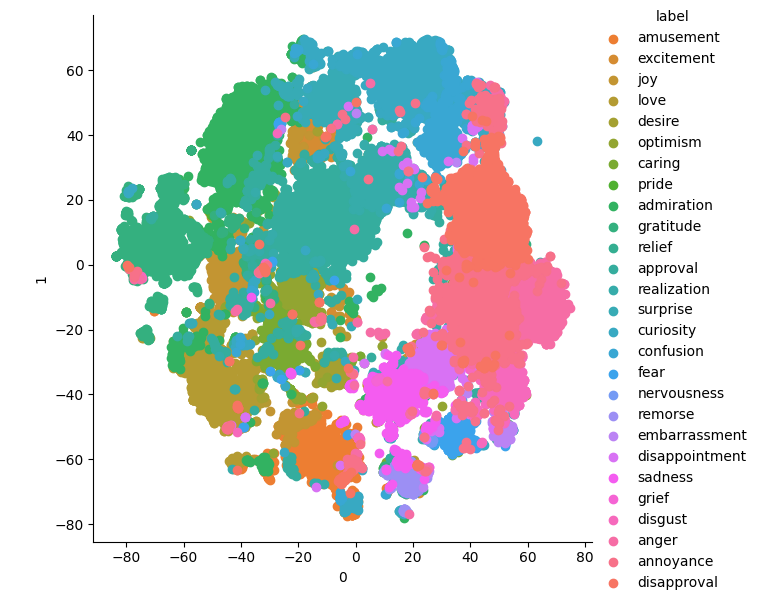 label
amusement
excitement
joy
love
desire
optimism
caring
pride
admiration
gratitude
relief
approval
realization
surprise
curiosity
confusion
fear
nervousness
remorse
embarrassment
disappointment
sadness
grief
disgust
anger
annoyance
disapproval
60
40
20
0
−20
−40
−60
−80
1
−80 −60 −40 −20 0 20 40 60 80
0